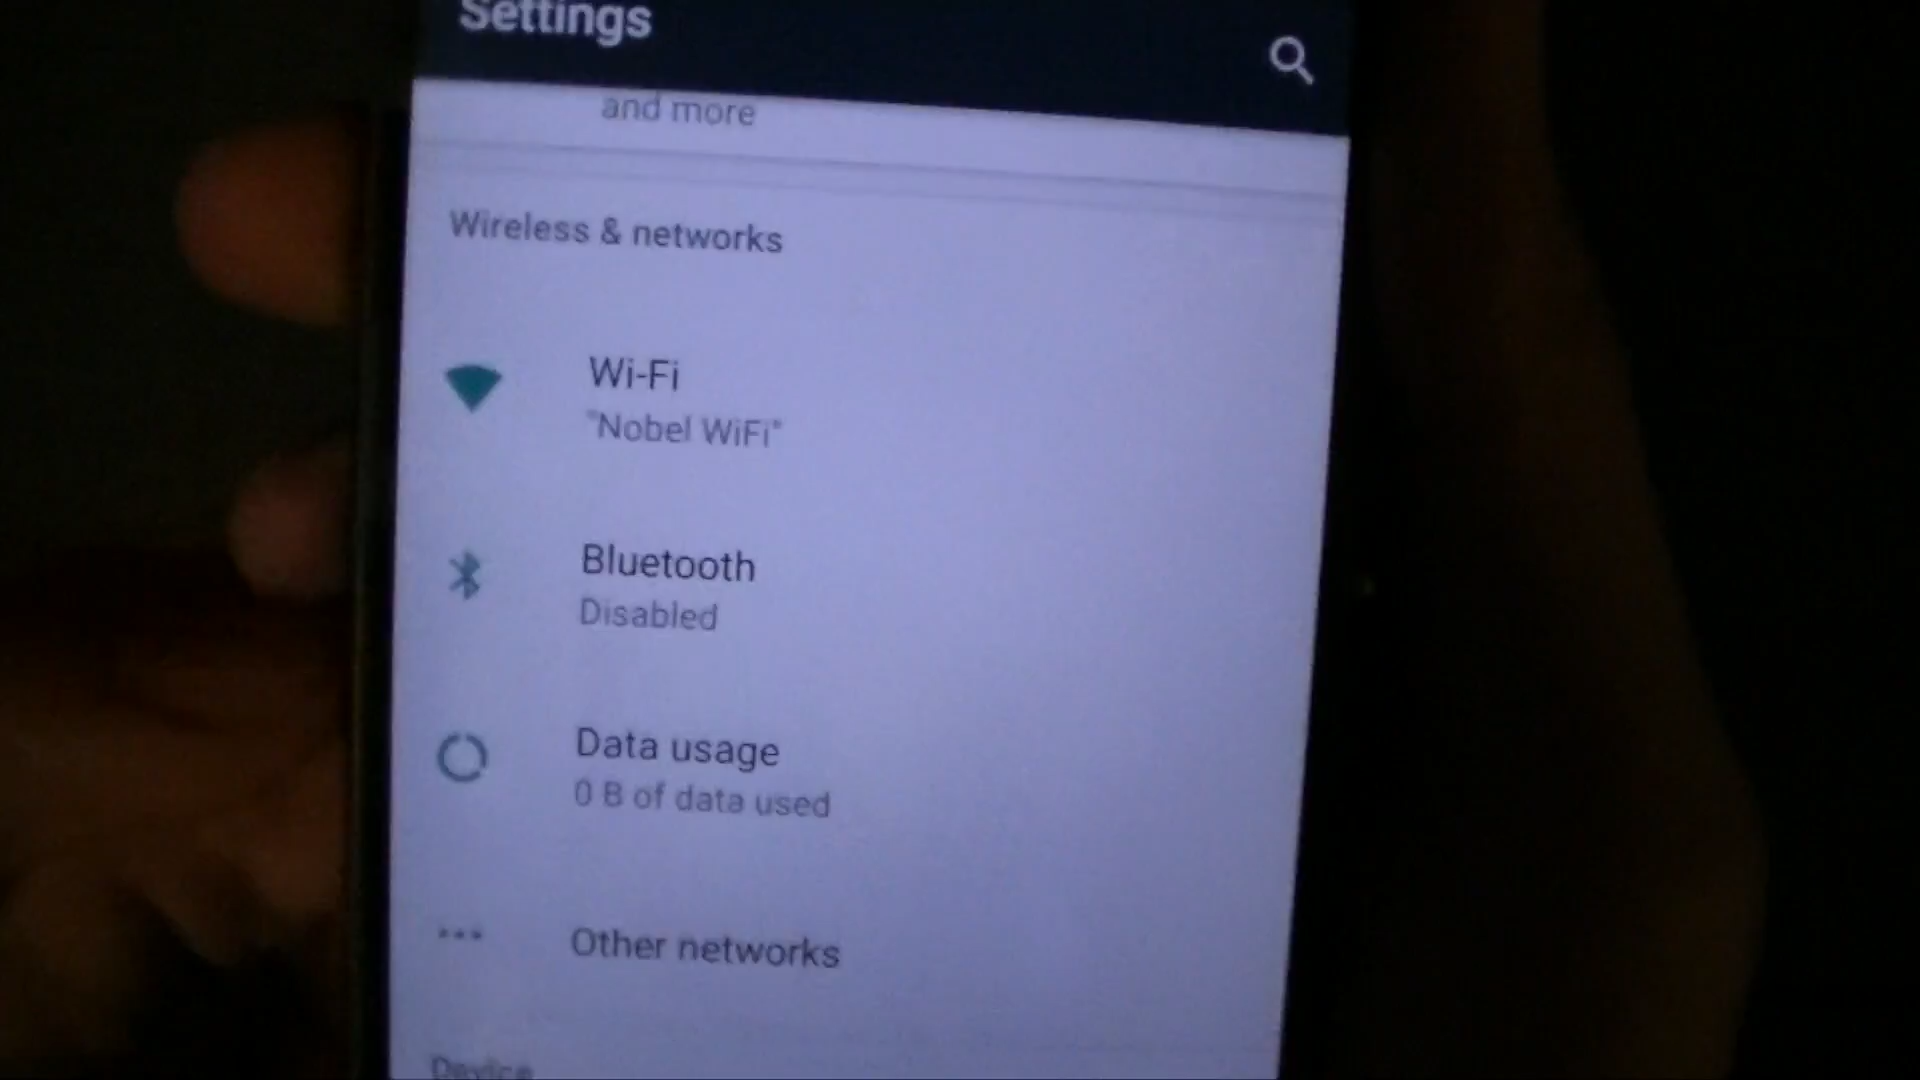 Settings
and more
Wireless & networks
Wi-Fi
"Nobel WiFi"
Bluetooth
Disabled
Data usage
0 B of data used
Other networks
Device